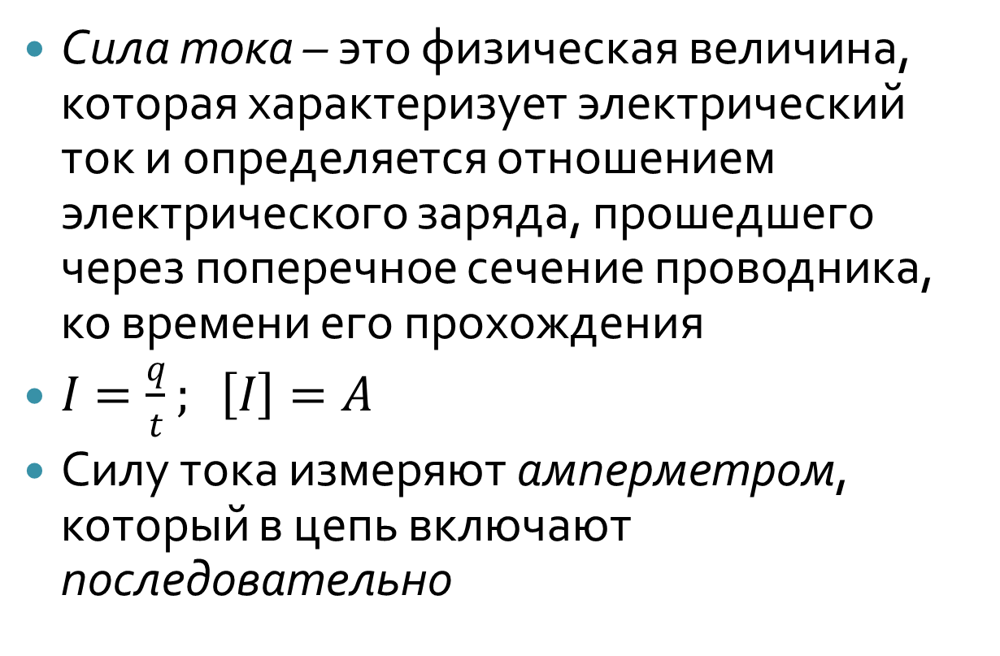 • Сила тока – это физическая величина,
которая характеризует электрический
ток и определяется отношением
электрического заряда, прошедшего
через поперечное сечение проводника,
ко времени его прохождения
• I = q/t ; [I] = A
• Силу тока измеряют амперметром,
который в цепь включают
последовательно